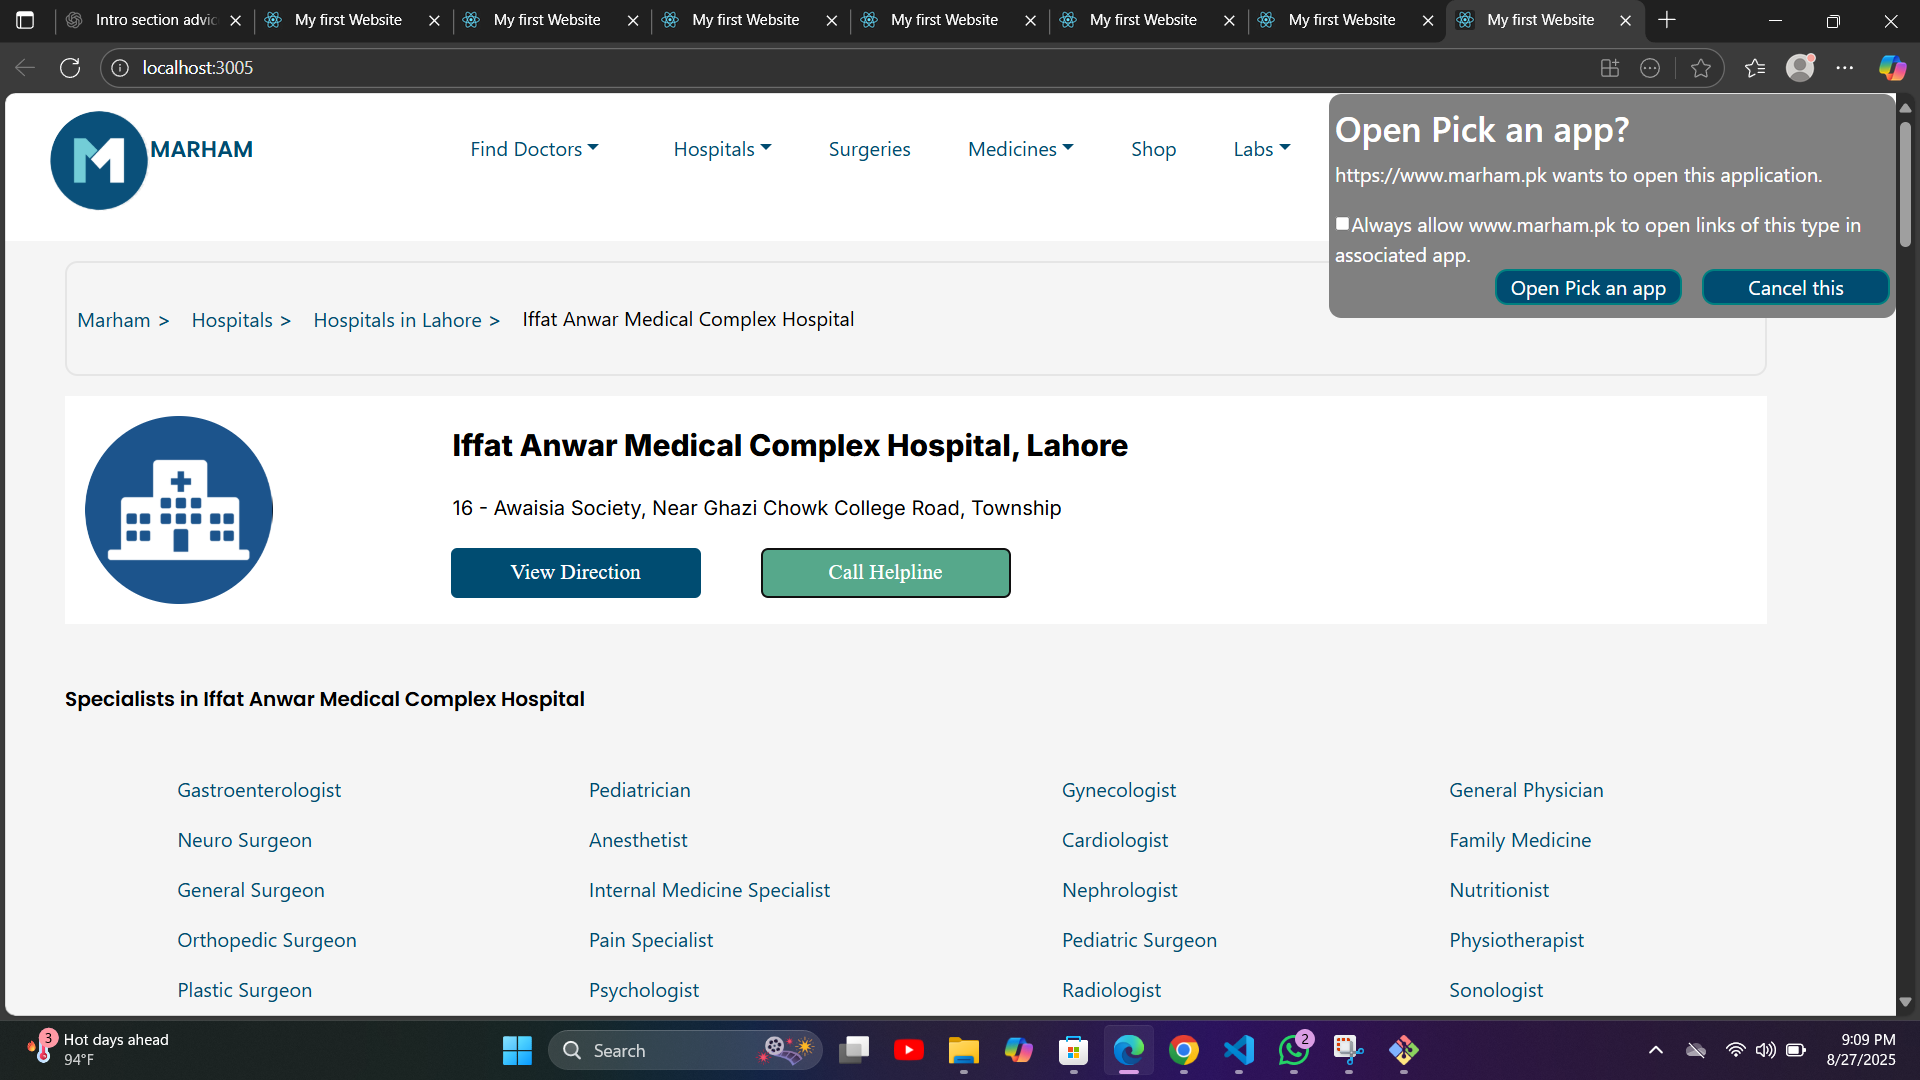 Intro section advic
My first Website
My first Website
My first Website
My first Website
My first Website
My first Website
My first Website
localhost:3005
MARHAM
Find Doctors
Hospitals
Surgeries
Medicines
Shop
Labs
Open Pick an app?
https://www.marham.pk wants to open this application.
Always allow www.marham.pk to open links of this type in
associated app.
Open Pick an app
Cancel this
Marham >
Hospitals >
Hospitals in Lahore >
Iffat Anwar Medical Complex Hospital
Iffat Anwar Medical Complex Hospital, Lahore
16 - Awaisia Society, Near Ghazi Chowk College Road, Township
View Direction
Call Helpline
Specialists in Iffat Anwar Medical Complex Hospital
Gastroenterologist
Pediatrician
Gynecologist
General Physician
Neuro Surgeon
Anesthetist
Cardiologist
Family Medicine
General Surgeon
Internal Medicine Specialist
Nephrologist
Nutritionist
Orthopedic Surgeon
Pain Specialist
Pediatric Surgeon
Physiotherapist
Plastic Surgeon
Psychologist
Radiologist
Sonologist
3
Hot days ahead
94°F
Search
2
9:09 PM
8/27/2025